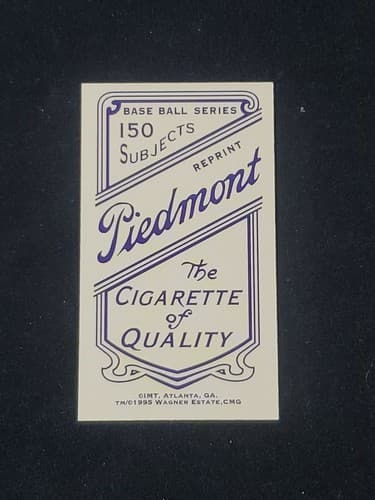 BASE BALL SERIES
150
SUBJECTS
REPRINT
Piedmont
The
CIGARETTE
of
QUALITY
©IMT, ATLANTA, GA.
TM/©1995 WAGNER ESTATE,CMG